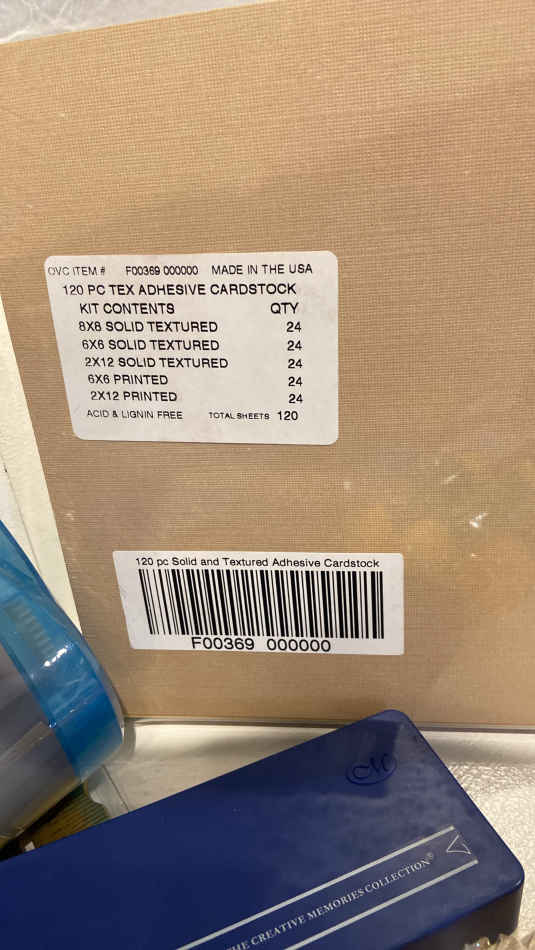 OVC ITEM # F00369 000000 MADE IN THE USA
120 PC TEX ADHESIVE CARDSTOCK
KIT CONTENTS QTY
8X8 SOLID TEXTURED 24
6X6 SOLID TEXTURED 24
2X12 SOLID TEXTURED 24
6X6 PRINTED 24
2X12 PRINTED 24
ACID & LIGNIN FREE TOTAL SHEETS 120
120 pc Solid and Textured Adhesive Cardstock
F00369 000000
CM
THE CREATIVE MEMORIES COLLECTION®